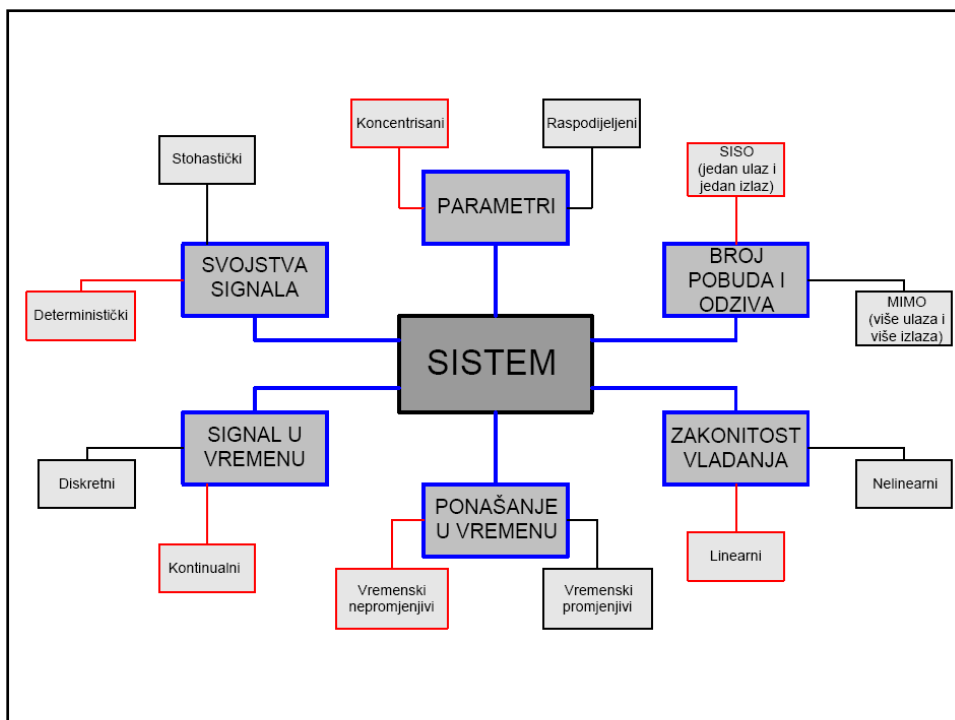 Koncentrisani
Raspodijeljeni
Stohastički
SISO
(jedan ulaz i
jedan izlaz)
PARAMETRI
SVOJSTVA
SIGNALA
BROJ
POBUDA I
ODZIVA
Deterministički
MIMO
(više ulaza i
više izlaza)
SISTEM
SIGNAL U
VREMENU
ZAKONITOST
VLADANJA
Diskretni
Nelinearni
PONAŠANJE
U VREMENU
Kontinualni
Linearni
Vremenski
nepromjenjivi
Vremenski
promjenjivi